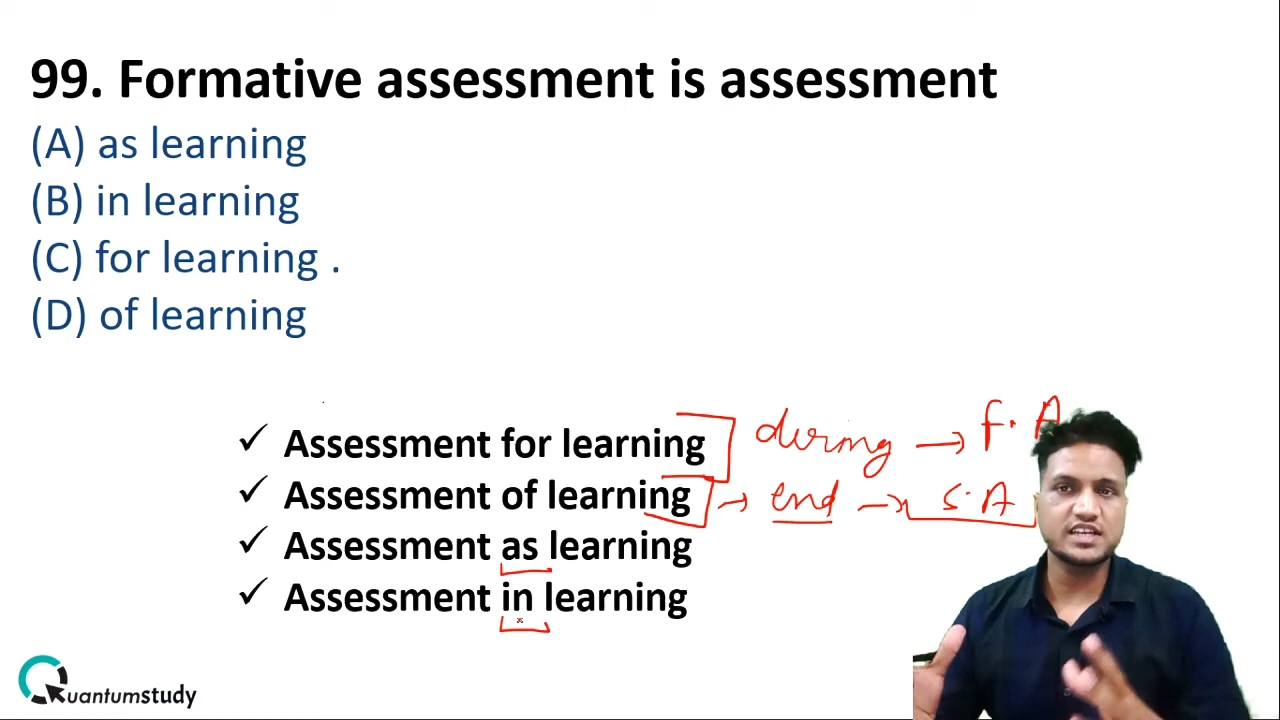 99. Formative assessment is assessment
(A) as learning
(B) in learning
(C) for learning .
(D) of learning
✓ Assessment for learning during → f. A
✓ Assessment of learning → end → S. A
✓ Assessment as learning
✓ Assessment in learning
Quantumstudy